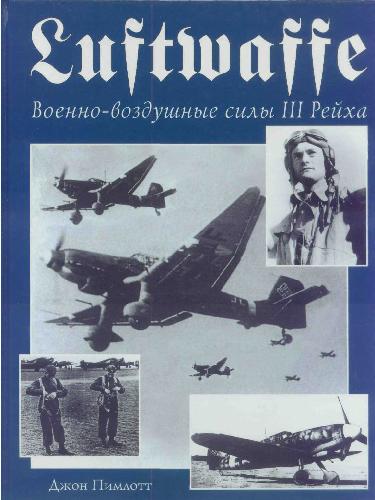 Luftwaffe
Военно-воздушные силы III Рейха
Джон Пимлотт